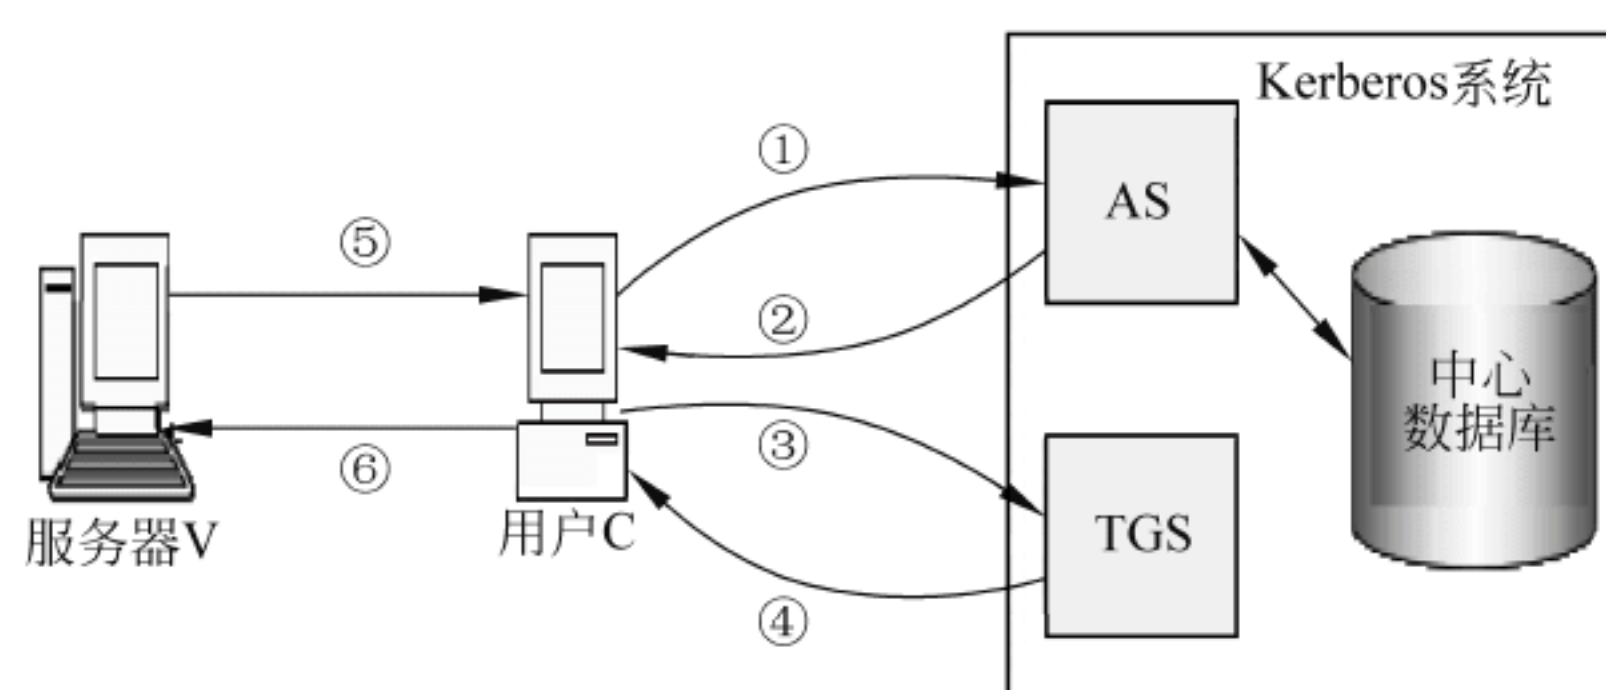 Kerberos系统
①
AS
⑤
②
中心
数据库
③
⑥
TGS
服务器V
用户C
④